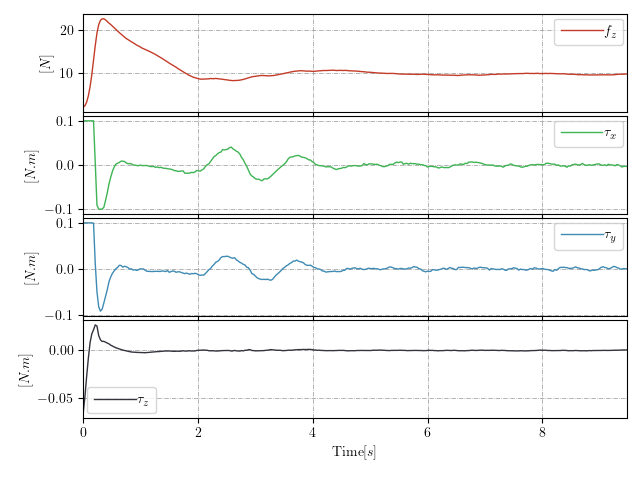 [N]
20
10
f_z
[N.m]
0.1
0.0
−0.1
τ_x
[N.m]
0.1
0.0
−0.1
τ_y
[N.m]
0.00
−0.05
τ_z
0 2 4 6 8
Time[s]